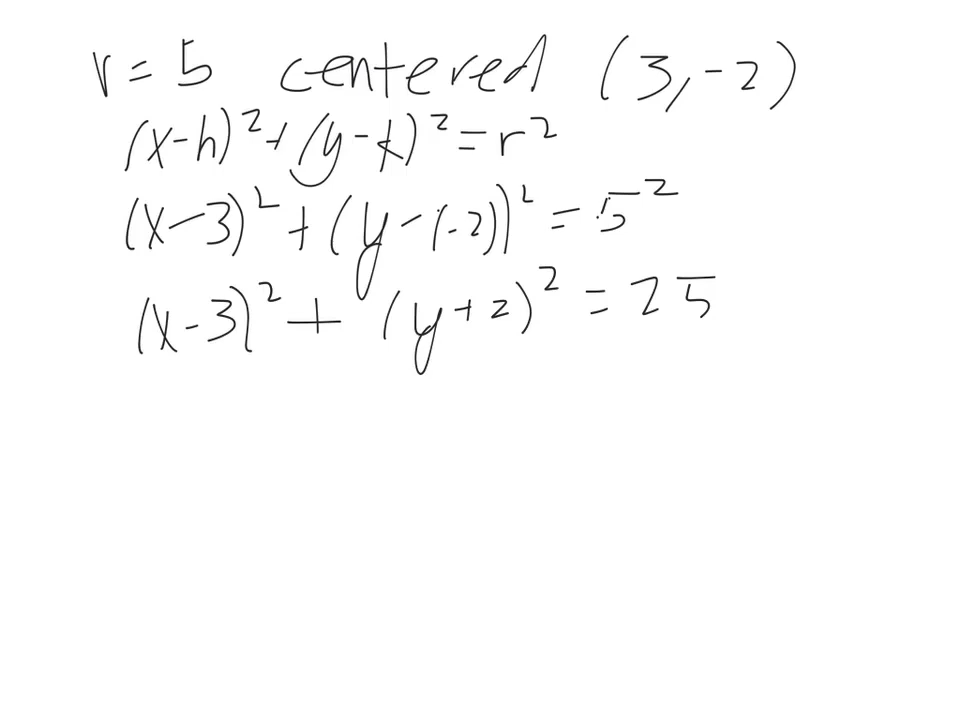 r = 5 centered (3, -2)
(x-h)² + (y-k)² = r²
(x-3)² + (y-(-2))² = 5²
(x-3)² + (y+2)² = 25